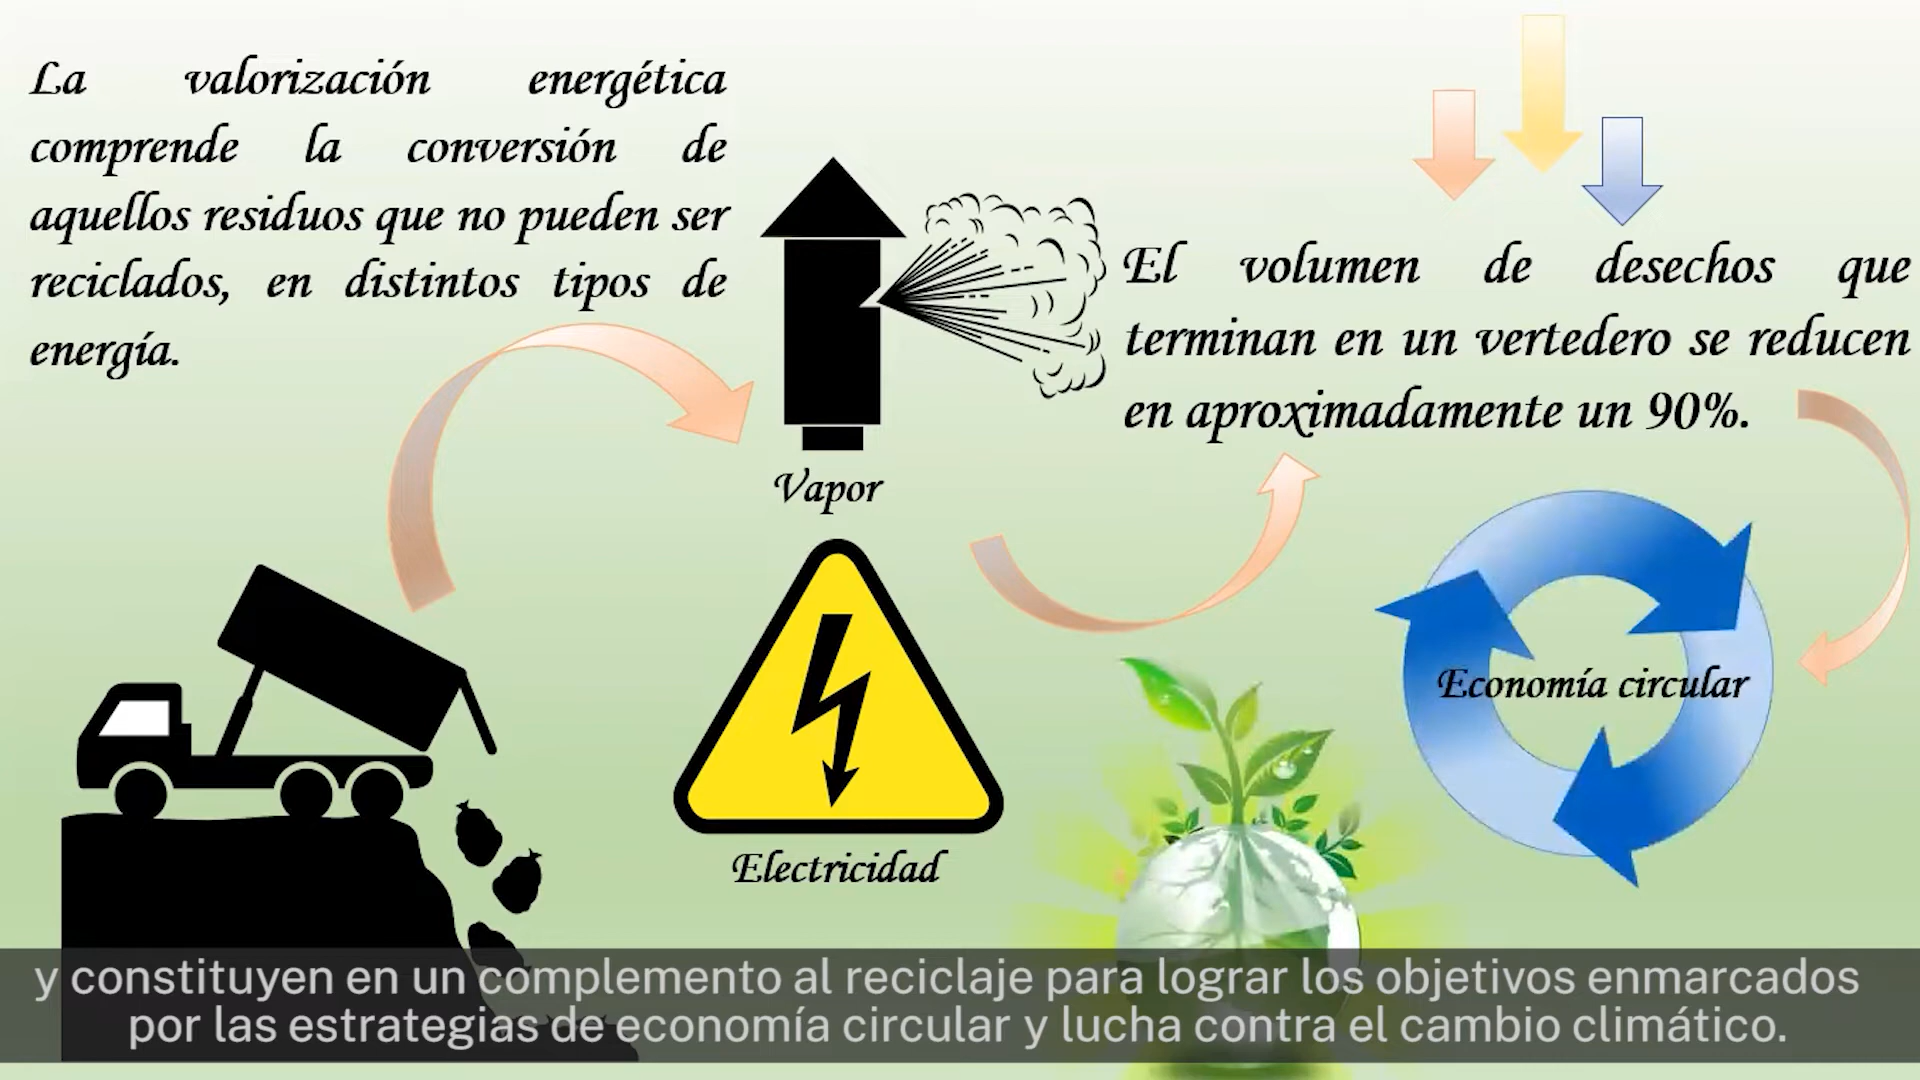 La valorización energética
comprende la conversión de
aquellos residuos que no pueden ser
reciclados, en distintos tipos de
energía.
Vapor
Electricidad
El volumen de desechos que
terminan en un vertedero se reducen
en aproximadamente un 90%.
Economía circular
y constituyen en un complemento al reciclaje para lograr los objetivos enmarcados
por las estrategias de economía circular y lucha contra el cambio climático.